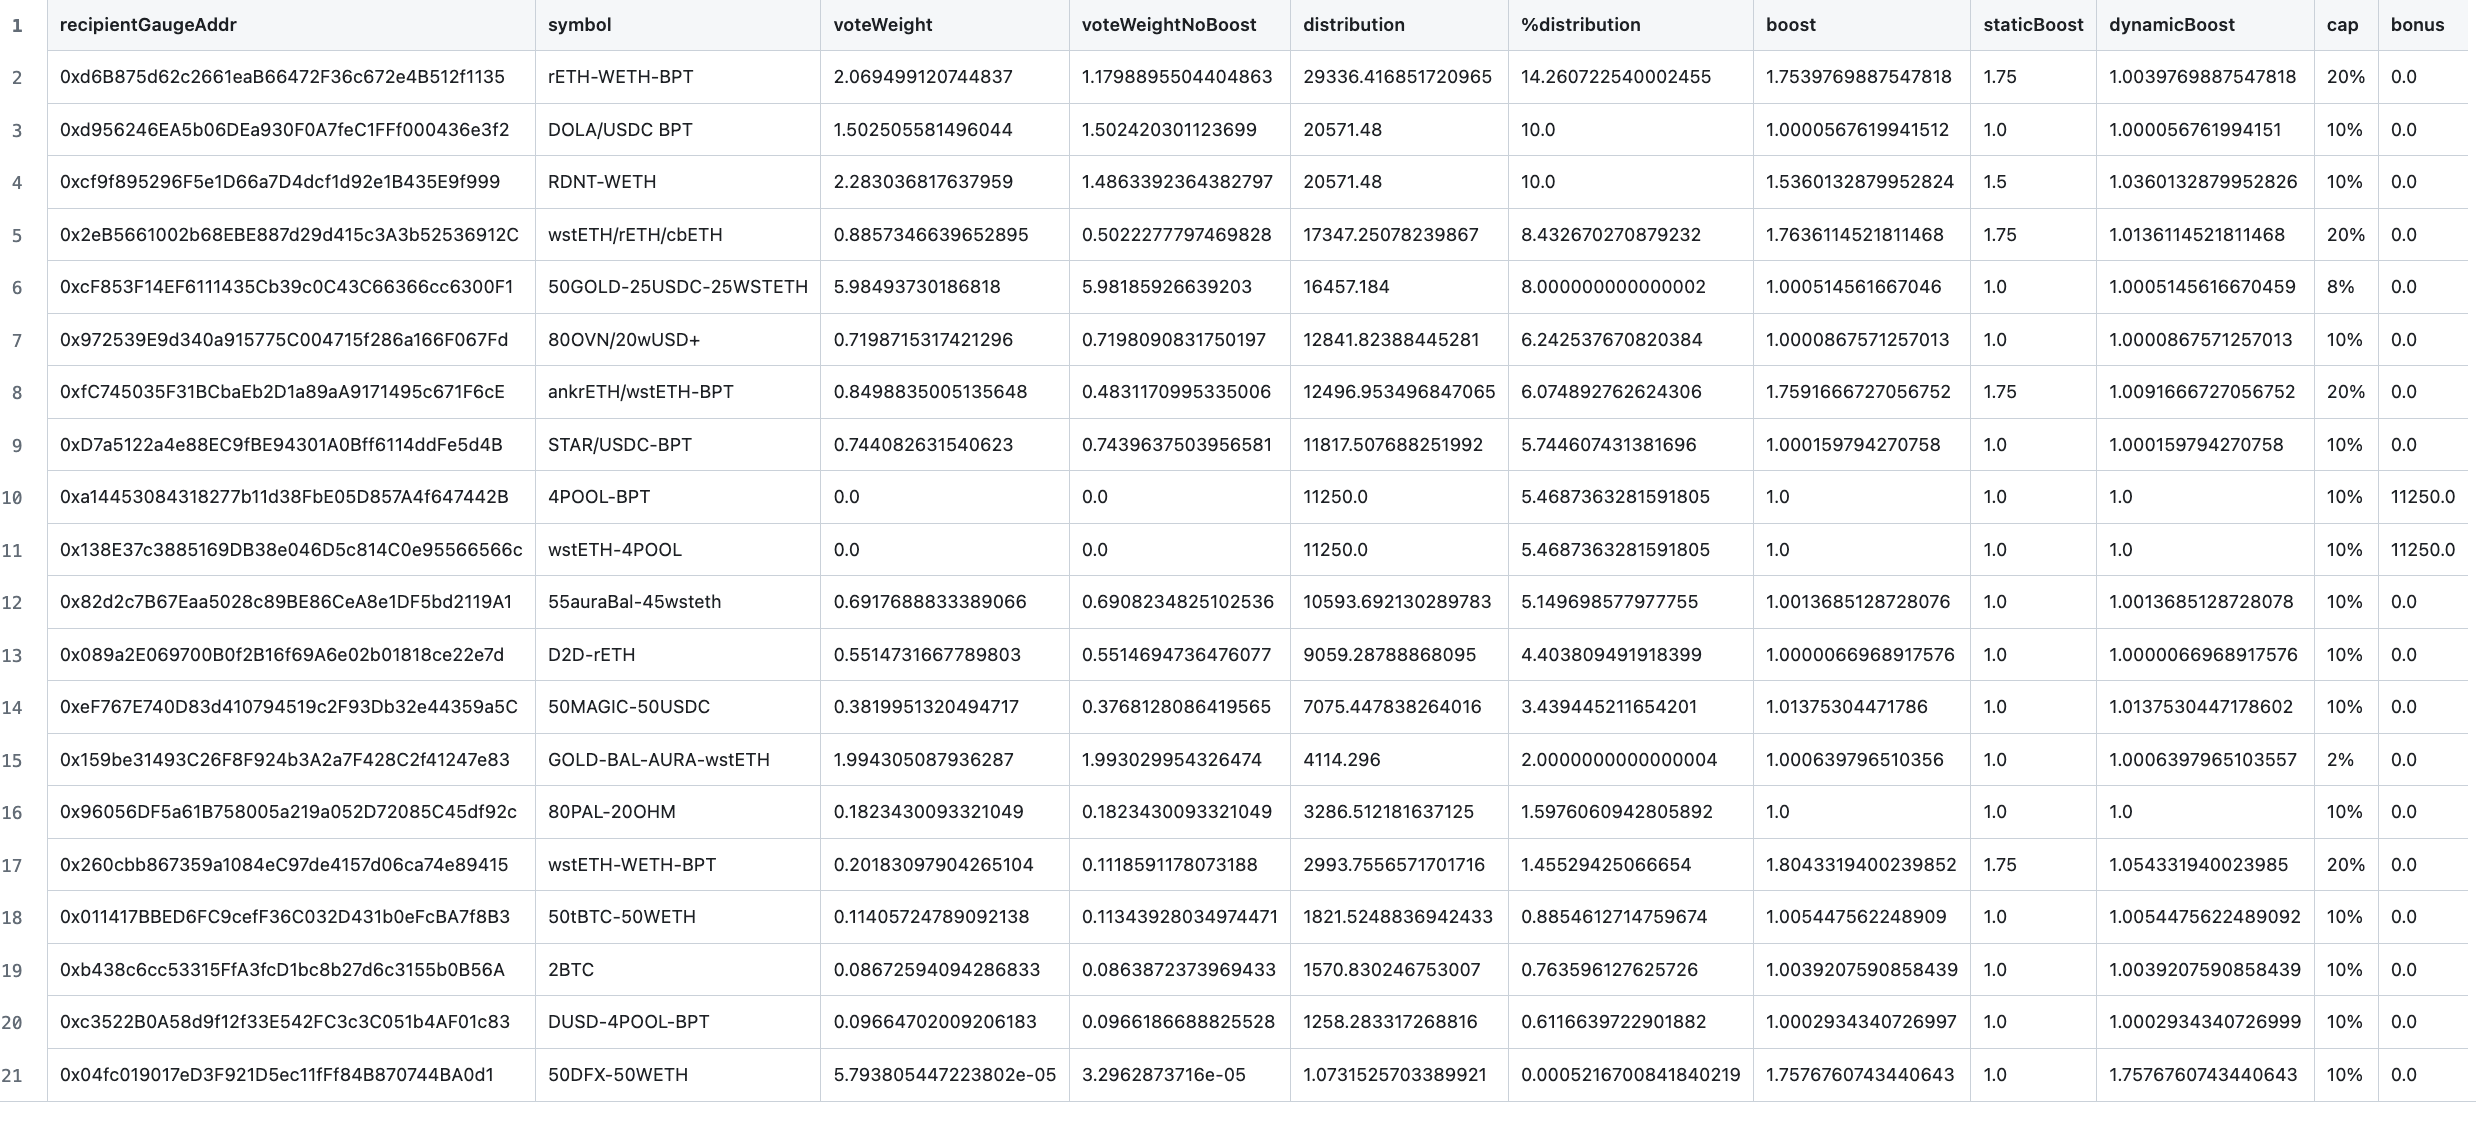 1 recipientGaugeAddr symbol voteWeight voteWeightNoBoost distribution %distribution boost staticBoost dynamicBoost cap bonus
2 0xd6B875d62c2661eaB66472F36c672e4B512f1135 rETH-WETH-BPT 2.069499120744837 1.1798895504404863 29336.416851720965 14.260722540002455 1.7539769887547818 1.75 1.0039769887547818 20% 0.0
3 0xd956246EA5b06DEa930F0A7feC1FFf000436e3f2 DOLA/USDC BPT 1.502505581496044 1.502420301123699 20571.48 10.0 1.0000567619941512 1.0 1.000056761994151 10% 0.0
4 0xcf9f895296F5e1D66a7D4dcf1d92e1B435E9f999 RDNT-WETH 2.283036817637959 1.4863392364382797 20571.48 10.0 1.5360132879952824 1.5 1.0360132879952826 10% 0.0
5 0x2eB5661002b68EBE887d29d415c3A3b52536912C wstETH/rETH/cbETH 0.8857346639652895 0.5022277797469828 17347.25078239867 8.432670270879232 1.7636114521811468 1.75 1.0136114521811468 20% 0.0
6 0xcF853F14EF6111435Cb39c0C43C66366cc6300F1 50GOLD-25USDC-25WSTETH 5.98493730186818 5.98185926639203 16457.184 8.000000000000002 1.000514561667046 1.0 1.0005145616670459 8% 0.0
7 0x972539E9d340a915775C004715f286a166F067Fd 80OVN/20wUSD+ 0.7198715317421296 0.7198090831750197 12841.82388445281 6.242537670820384 1.0000867571257013 1.0 1.0000867571257013 10% 0.0
8 0xfC745035F31BCbaEb2D1a89aA9171495c671F6cE ankrETH/wstETH-BPT 0.8498835005135648 0.4831170995335006 12496.953496847065 6.074892762624306 1.7591666727056752 1.75 1.0091666727056752 20% 0.0
9 0xD7a5122a4e88EC9fBE94301A0Bff6114ddFe5d4B STAR/USDC-BPT 0.744082631540623 0.7439637503956581 11817.507688251992 5.744607431381696 1.000159794270758 1.0 1.000159794270758 10% 0.0
10 0xa14453084318277b11d38FbE05D857A4f647442B 4POOL-BPT 0.0 0.0 11250.0 5.4687363281591805 1.0 1.0 1.0 10% 11250.0
11 0x138E37c3885169DB38e046D5c814C0e95566566c wstETH-4POOL 0.0 0.0 11250.0 5.4687363281591805 1.0 1.0 1.0 10% 11250.0
12 0x82d2c7B67Eaa5028c89BE86CeA8e1DF5bd2119A1 55auraBal-45wsteth 0.6917688833389066 0.6908234825102536 10593.692130289783 5.149698577977755 1.0013685128728076 1.0 1.0013685128728078 10% 0.0
13 0x089a2E069700B0f2B16f69A6e02b01818ce22e7d D2D-rETH 0.5514731667789803 0.5514694736476077 9059.28788868095 4.403809491918399 1.0000066968917576 1.0 1.0000066968917576 10% 0.0
14 0xeF767E740D83d410794519c2F93Db32e44359a5C 50MAGIC-50USDC 0.3819951320494717 0.3768128086419565 7075.447838264016 3.439445211654201 1.01375304471786 1.0 1.0137530447178602 10% 0.0
15 0x159be31493C26F8F924b3A2a7F428C2f41247e83 GOLD-BAL-AURA-wstETH 1.994305087936287 1.993029954326474 4114.296 2.0000000000000004 1.000639796510356 1.0 1.0006397965103557 2% 0.0
16 0x96056DF5a61B758005a219a052D72085C45df92c 80PAL-20OHM 0.1823430093321049 0.1823430093321049 3286.512181637125 1.5976060942805892 1.0 1.0 1.0 10% 0.0
17 0x260cbb867359a1084eC97de4157d06ca74e89415 wstETH-WETH-BPT 0.20183097904265104 0.1118591178073188 2993.7556571701716 1.45529425066654 1.8043319400239852 1.75 1.054331940023985 20% 0.0
18 0x011417BBED6FC9cefF36C032D431b0eFcBA7f8B3 50tBTC-50WETH 0.11405724789092138 0.11343928034974471 1821.5248836942433 0.8854612714759674 1.005447562248909 1.0 1.0054475622489092 10% 0.0
19 0xb438c6cc53315FfA3fcD1bc8b27d6c3155b0B56A 2BTC 0.08672594094286833 0.0863872373969433 1570.830246753007 0.763596127625726 1.0039207590858439 1.0 1.0039207590858439 10% 0.0
20 0xc3522B0A58d9f12f33E542FC3c3C051b4AF01c83 DUSD-4POOL-BPT 0.09664702009206183 0.0966186688825528 1258.283317268816 0.6116639722901882 1.0002934340726997 1.0 1.0002934340726999 10% 0.0
21 0x04fc019017eD3F921D5ec11fFf84B870744BA0d1 50DFX-50WETH 5.793805447223802e-05 3.2962873716e-05 1.0731525703389921 0.0005216700841840219 1.7576760743440643 1.0 1.7576760743440643 10% 0.0